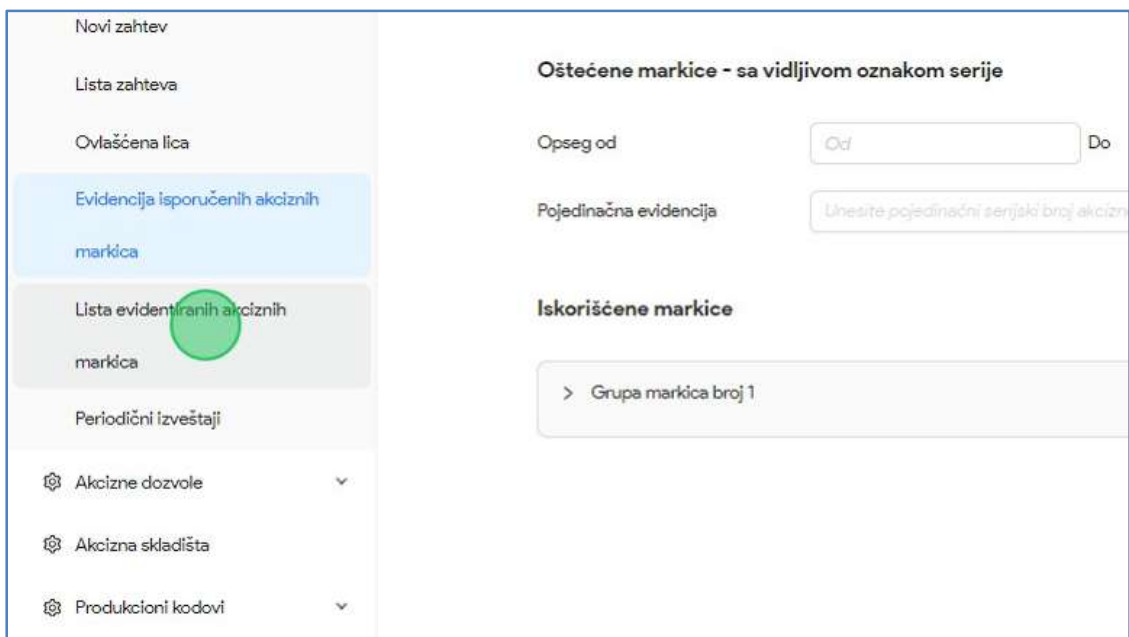 Novi zahtev
Lista zahteva
Ovlašćena lica
Evidencija isporučenih akciznih
markica
Lista evidentiranih akciznih
markica
Periodični izveštaji
Akcizne dozvole
Akcizna skladišta
Produkcioni kodovi
Oštećene markice - sa vidljivom oznakom serije
Opseg od
Od
Do
Pojedinačna evidencija
Unesite pojedinačni serijski broj akcizn
Iskorišćene markice
Grupa markica broj 1